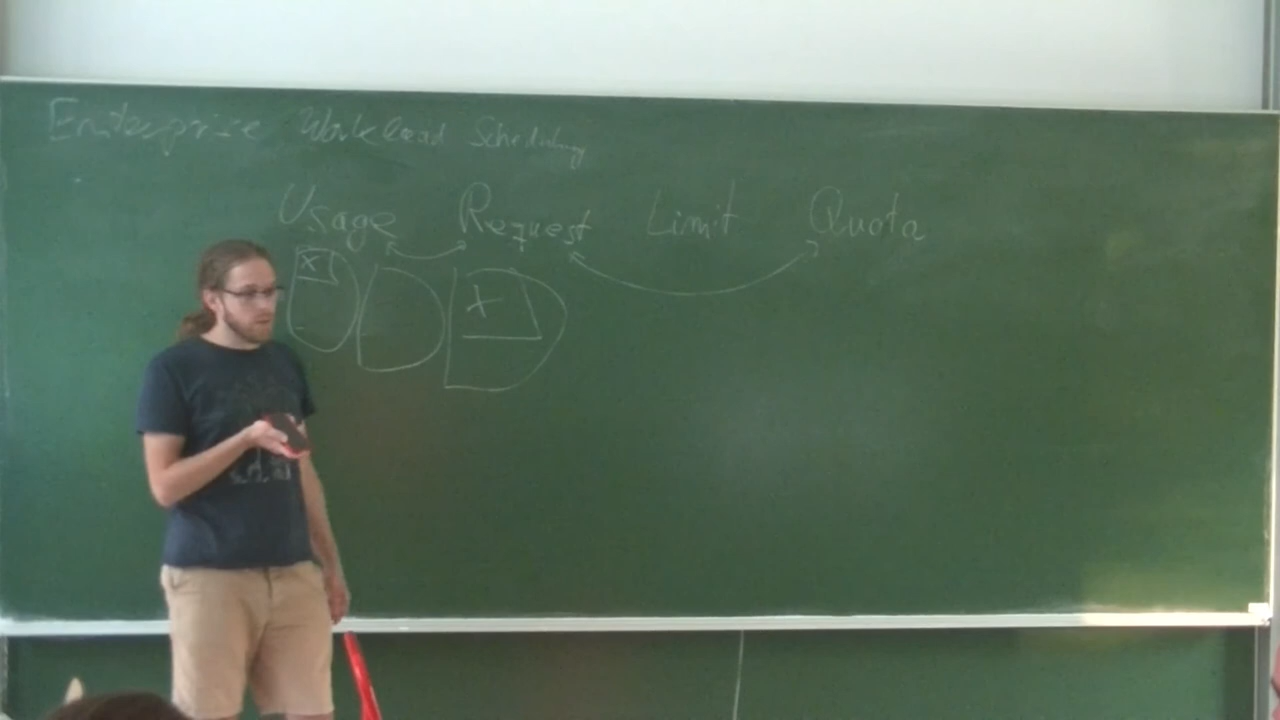 Enterprise Workload Scheduling
Usage Request Limit Quota
x
x